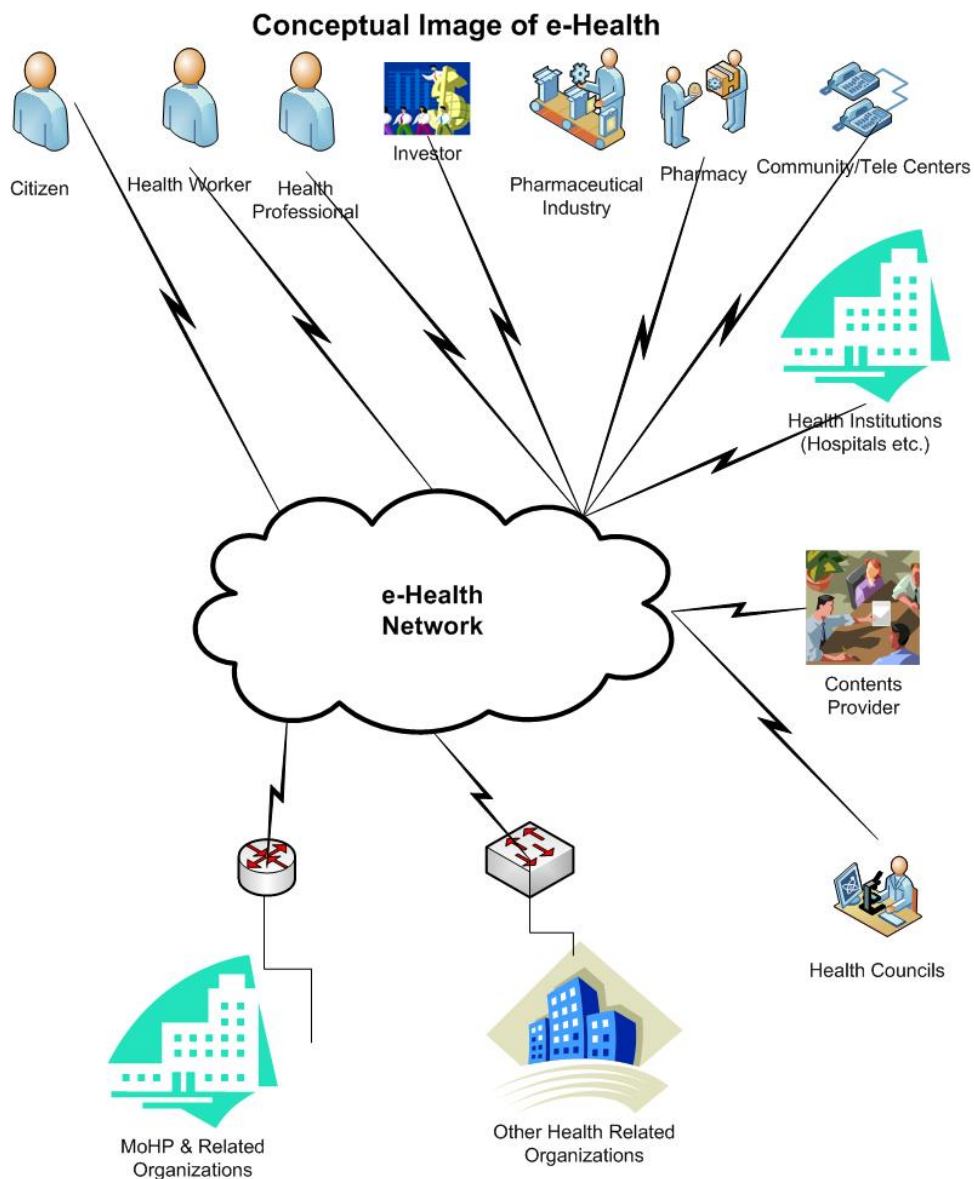 Conceptual Image of e-Health
Citizen
Health Worker
Health
Professional
Investor
Pharmaceutical
Industry
Pharmacy
Community/Tele Centers
Health Institutions
(Hospitals etc.)
e-Health
Network
Contents
Provider
Health Councils
MoHP & Related
Organizations
Other Health Related
Organizations